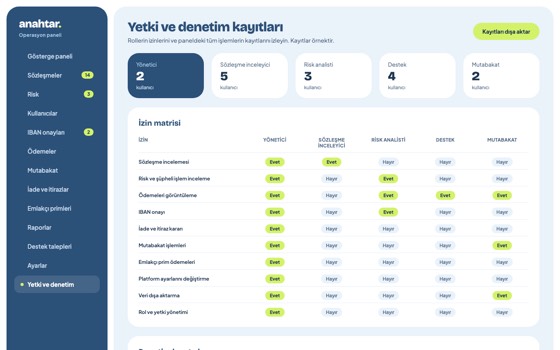 anahtar.
Operasyon paneli
Gösterge paneli
Sözleşmeler 14
Risk 3
Kullanıcılar
IBAN onayları 2
Ödemeler
Mutabakat
İade ve itirazlar
Emlakçı primleri
Raporlar
Destek talepleri
Ayarlar
Yetki ve denetim
Yetki ve denetim kayıtları
Rollerin izinlerini ve paneldeki tüm işlemlerin kayıtlarını izleyin. Kayıtlar örnektir.
Kayıtları dışa aktar
Yönetici
2
kullanıcı
Sözleşme inceleyici
5
kullanıcı
Risk analisti
3
kullanıcı
Destek
4
kullanıcı
Mutabakat
2
kullanıcı
İzin matrisi
İZİN YÖNETİCİ SÖZLEŞME İNCELEYİCİ RİSK ANALİSTİ DESTEK MUTABAKAT
Sözleşme incelemesi Evet Evet Hayır Hayır Hayır
Risk ve şüpheli işlem inceleme Evet Hayır Evet Hayır Hayır
Ödemeleri görüntüleme Evet Hayır Evet Evet Evet
IBAN onayı Evet Hayır Evet Hayır Hayır
İade ve itiraz kararı Evet Hayır Hayır Hayır Hayır
Mutabakat işlemleri Evet Hayır Hayır Hayır Evet
Emlakçı prim ödemeleri Evet Hayır Hayır Hayır Hayır
Platform ayarlarını değiştirme Evet Hayır Hayır Hayır Hayır
Veri dışa aktarma Evet Hayır Hayır Hayır Evet
Rol ve yetki yönetimi Evet Hayır Hayır Hayır Hayır